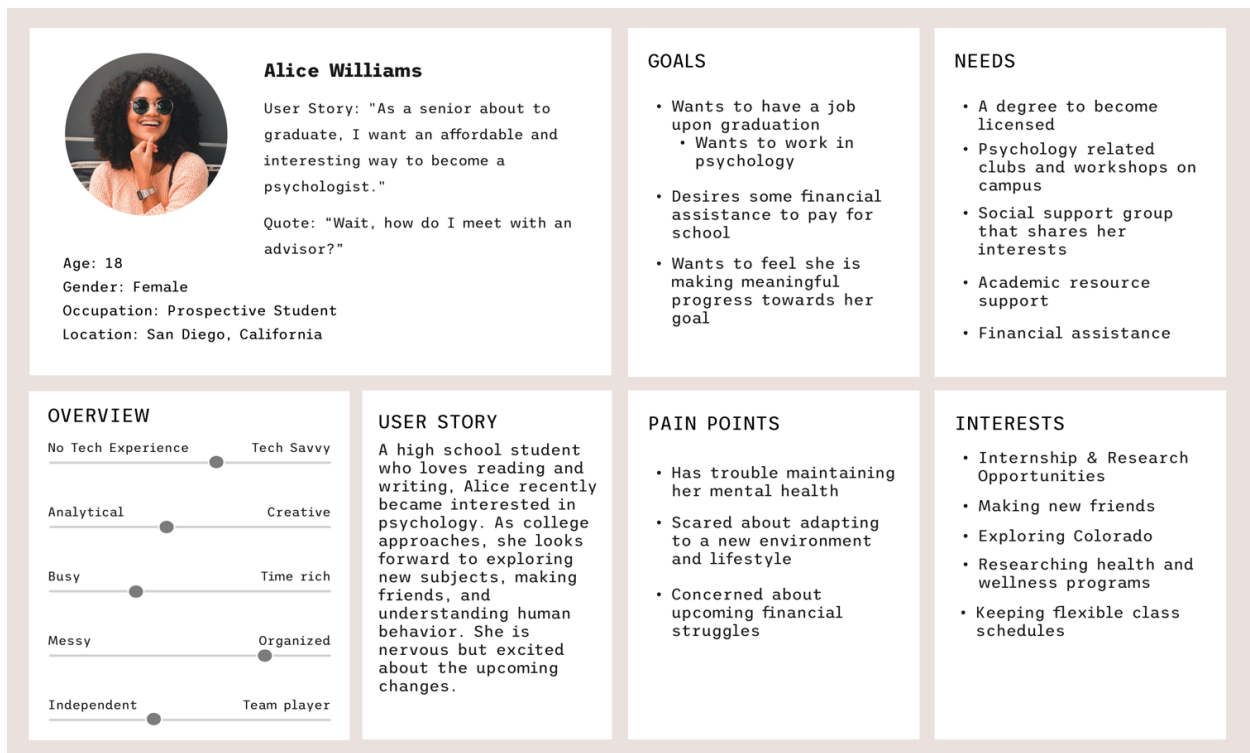 Alice Williams
User Story: "As a senior about to
graduate, I want an affordable and
interesting way to become a
psychologist."
Quote: “Wait, how do I meet with an
advisor?”
Age: 18
Gender: Female
Occupation: Prospective Student
Location: San Diego, California
GOALS
• Wants to have a job
upon graduation
• Wants to work in
psychology
• Desires some financial
assistance to pay for
school
• Wants to feel she is
making meaningful
progress towards her
goal
NEEDS
• A degree to become
licensed
• Psychology related
clubs and workshops on
campus
• Social support group
that shares her
interests
• Academic resource
support
• Financial assistance
OVERVIEW
No Tech Experience Tech Savvy
Analytical Creative
Busy Time rich
Messy Organized
Independent Team player
USER STORY
A high school student
who loves reading and
writing, Alice recently
became interested in
psychology. As college
approaches, she looks
forward to exploring
new subjects, making
friends, and
understanding human
behavior. She is
nervous but excited
about the upcoming
changes.
PAIN POINTS
• Has trouble maintaining
her mental health
• Scared about adapting
to a new environment
and lifestyle
• Concerned about
upcoming financial
struggles
INTERESTS
• Internship & Research
Opportunities
• Making new friends
• Exploring Colorado
• Researching health and
wellness programs
• Keeping flexible class
schedules